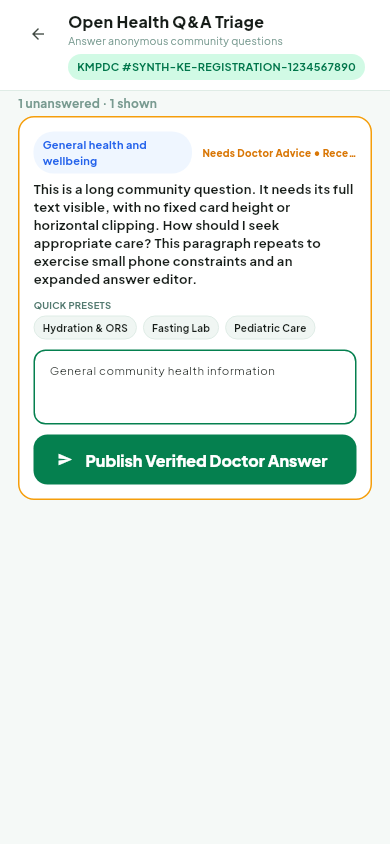 Open Health Q&A Triage
Answer anonymous community questions
KMPDC #SYNTH-KE-REGISTRATION-1234567890
1 unanswered · 1 shown
General health and
wellbeing
Needs Doctor Advice • Rece…
This is a long community question. It needs its full
text visible, with no fixed card height or
horizontal clipping. How should I seek
appropriate care? This paragraph repeats to
exercise small phone constraints and an
expanded answer editor.
QUICK PRESETS
Hydration & ORS
Fasting Lab
Pediatric Care
General community health information
Publish Verified Doctor Answer